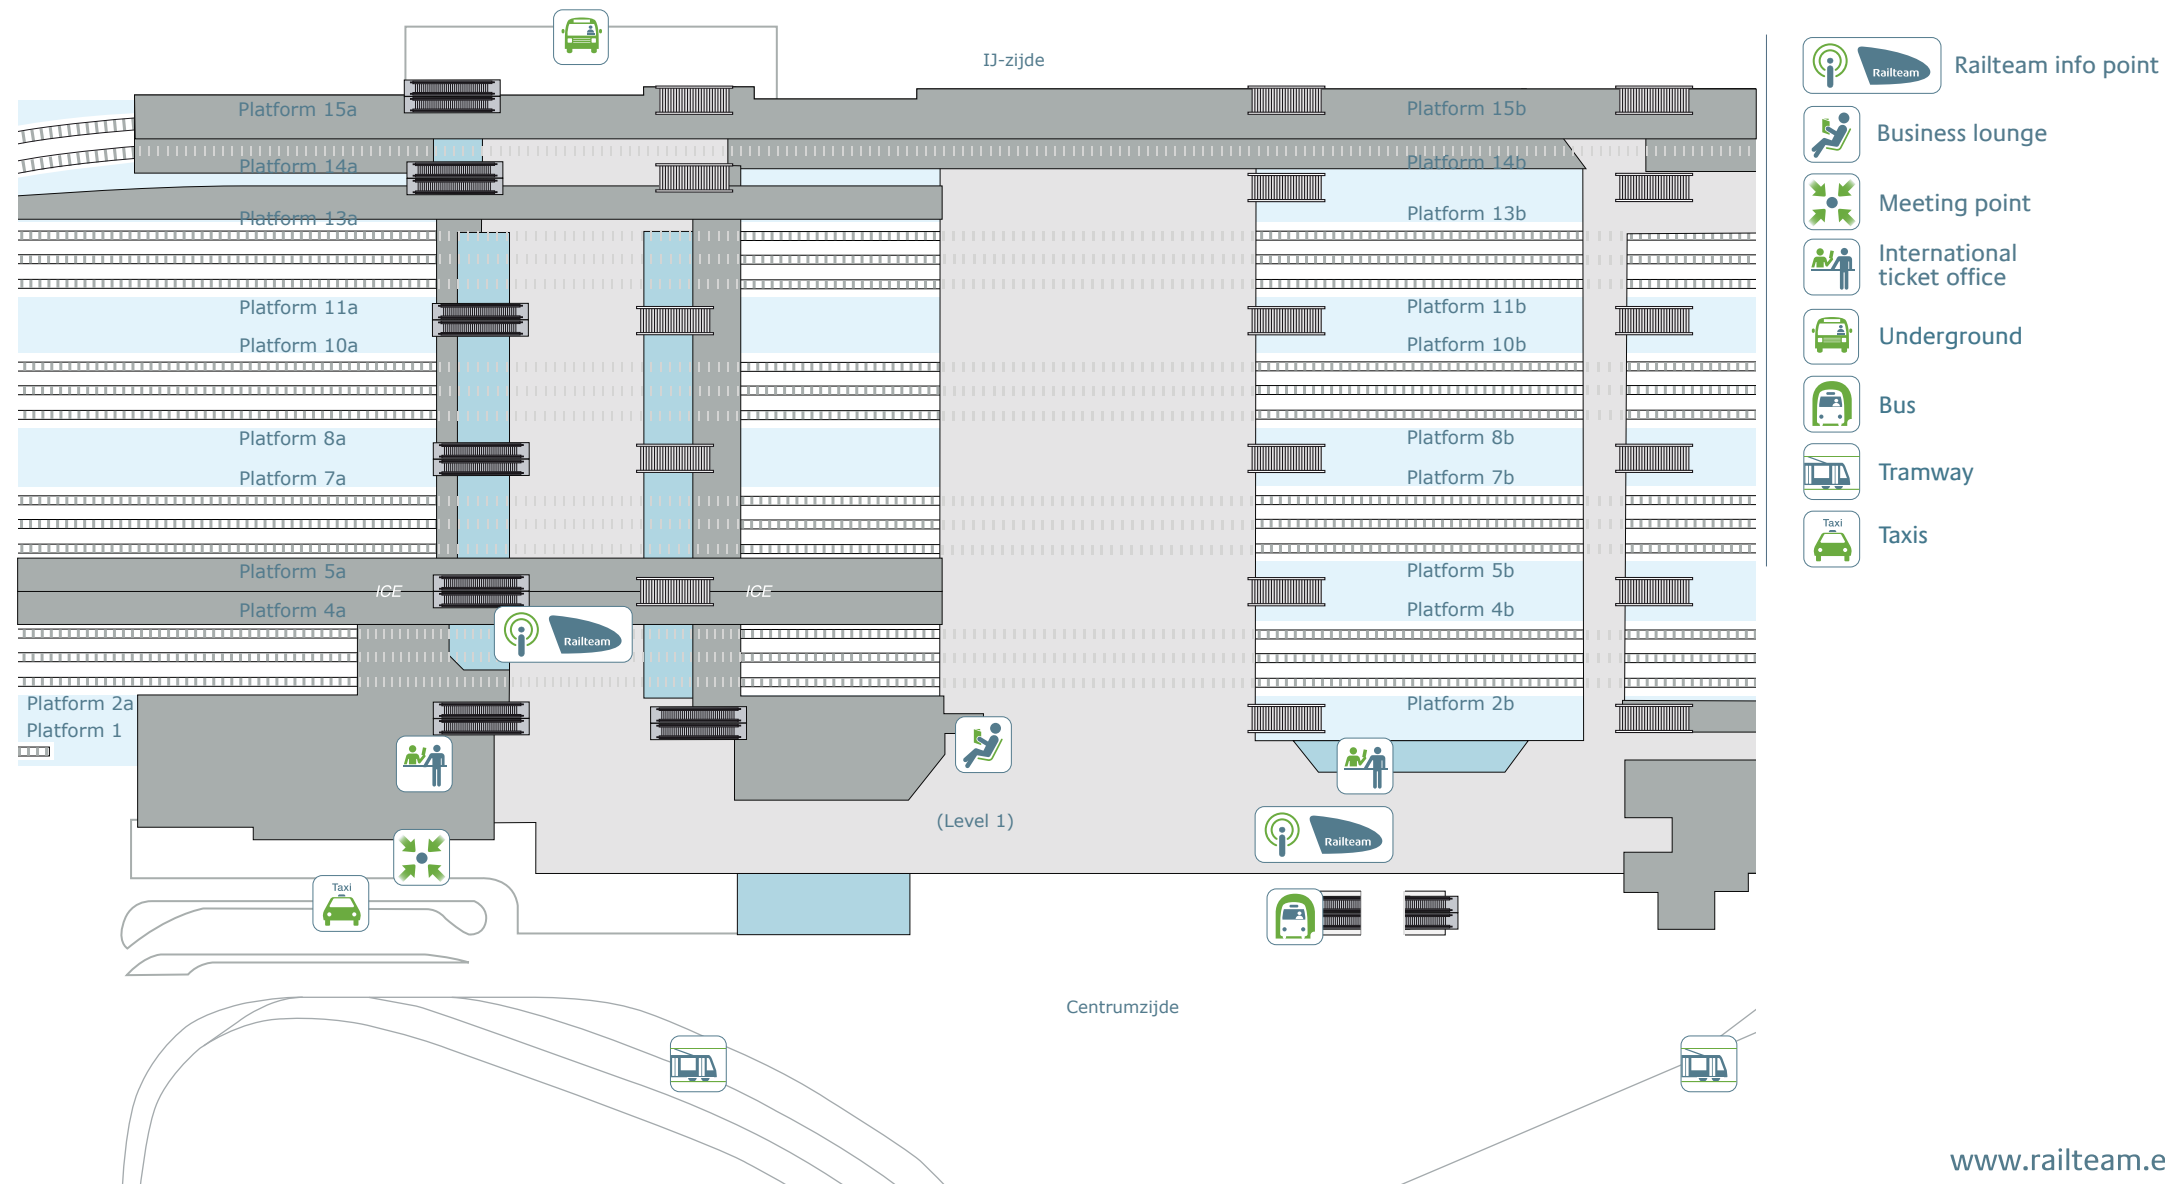 IJ-zijde
Platform 15a
Platform 15b
Platform 14a
Platform 14b
Platform 13a
Platform 13b
Platform 11a
Platform 11b
Platform 10a
Platform 10b
Platform 8a
Platform 8b
Platform 7a
Platform 7b
Platform 5a
Platform 5b
ICE
ICE
Platform 4a
Platform 4b
Railteam
Platform 2a
Platform 2b
Platform 1
(Level 1)
Railteam
Taxi
Centrumzijde
Railteam
Railteam info point
Business lounge
Meeting point
International
ticket office
Underground
Bus
Tramway
Taxi
Taxis
www.railteam.e